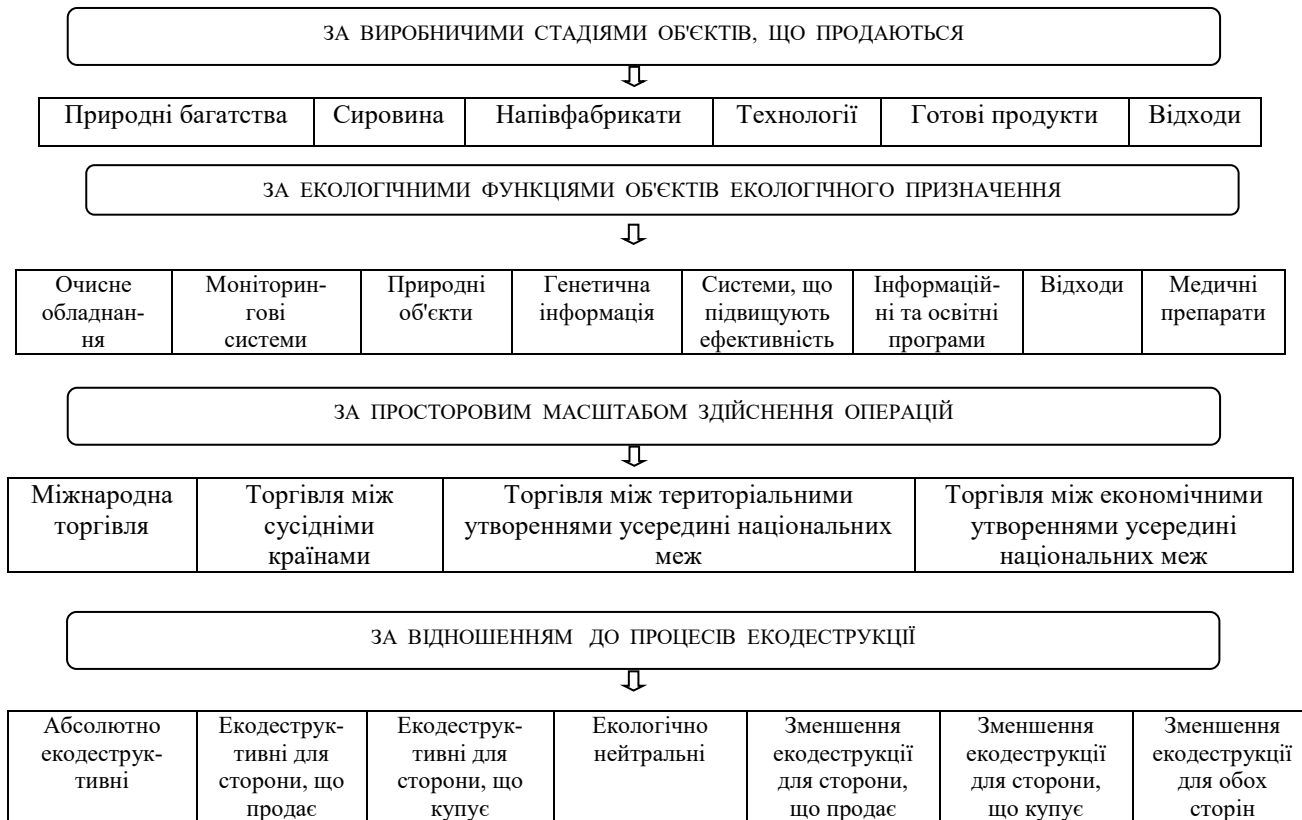 ЗА ВИРОБНИЧИМИ СТАДІЯМИ ОБ'ЄКТІВ, ЩО ПРОДАЮТЬСЯ
Природні багатства Сировина Напівфабрикати Технології Готові продукти Відходи
ЗА ЕКОЛОГІЧНИМИ ФУНКЦІЯМИ ОБ'ЄКТІВ ЕКОЛОГІЧНОГО ПРИЗНАЧЕННЯ
Очисне
обладнан-
ня
Моніторин-
гові
системи
Природні
об'єкти
Генетична
інформація
Системи, що
підвищують
ефективність
Інформацій-
ні та освітні
програми
Відходи
Медичні
препарати
ЗА ПРОСТОРОВИМ МАСШТАБОМ ЗДІЙСНЕННЯ ОПЕРАЦІЙ
Міжнародна
торгівля
Торгівля між
сусідніми
країнами
Торгівля між територіальними
утвореннями усередині національних
меж
Торгівля між економічними
утвореннями усередині
національних меж
ЗА ВІДНОШЕННЯМ ДО ПРОЦЕСІВ ЕКОДЕСТРУКЦІЇ
Абсолютно
екодеструк-
тивні
Екодеструк-
тивні для
сторони, що
продає
Екодеструк-
тивні для
сторони, що
купує
Екологічно
нейтральні
Зменшення
екодеструкції
для сторони,
що продає
Зменшення
екодеструкції
для сторони,
що купує
Зменшення
екодеструкції
для обох
сторін